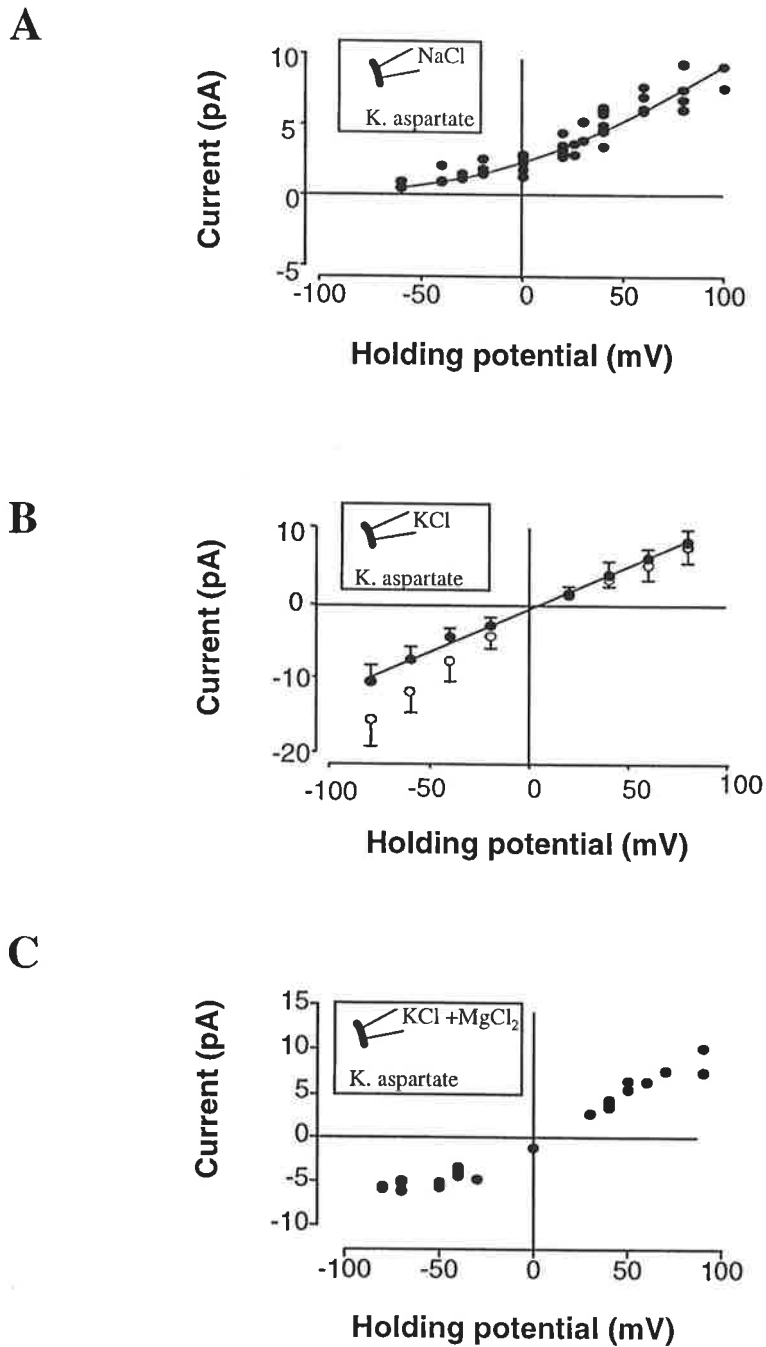 A
Current (pA)
10
5
0
-5
NaCl
K. aspartate
-100 -50 0 50 100
Holding potential (mV)
B
Current (pA)
10
0
-10
-20
KCl
K. aspartate
-100 -50 0 50 100
Holding potential (mV)
C
Current (pA)
15
10
5
0
-5
-10
KCl +MgCl₂
K. aspartate
-100 -50 0 50 100
Holding potential (mV)